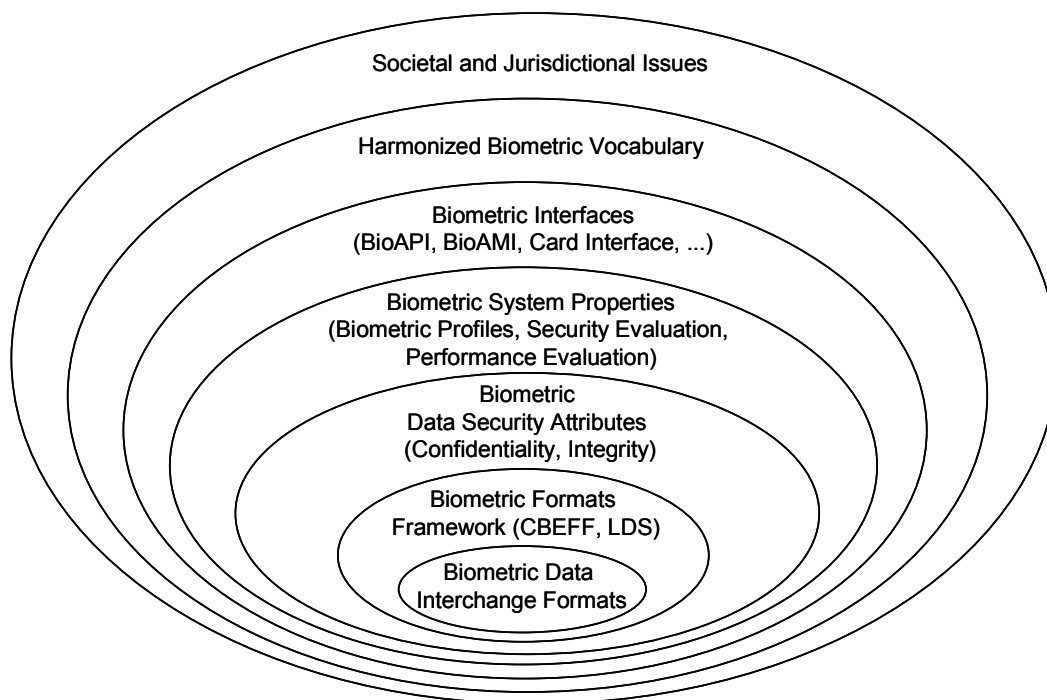 Societal and Jurisdictional Issues
Harmonized Biometric Vocabulary
Biometric Interfaces
(BioAPI, BioAMI, Card Interface, ...)
Biometric System Properties
(Biometric Profiles, Security Evaluation,
Performance Evaluation)
Biometric
Data Security Attributes
(Confidentiality, Integrity)
Biometric Formats
Framework (CBEFF, LDS)
Biometric Data
Interchange Formats